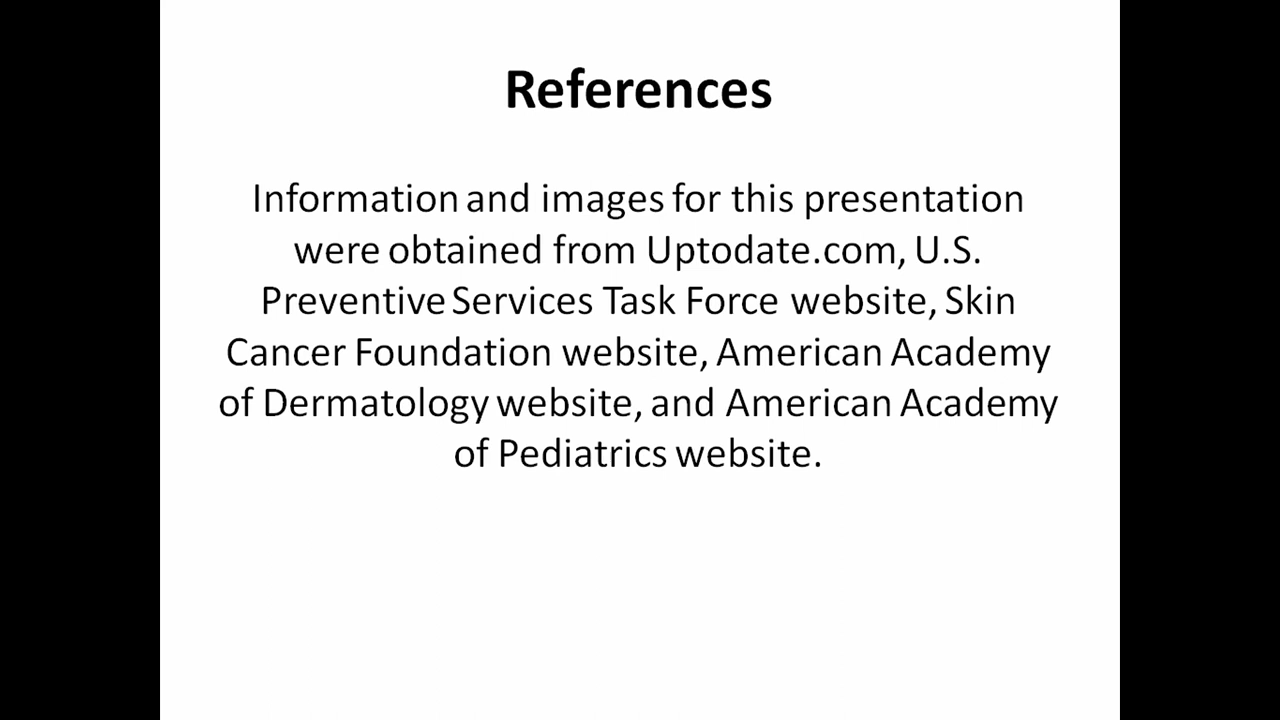 References
Information and images for this presentation
were obtained from Uptodate.com, U.S.
Preventive Services Task Force website, Skin
Cancer Foundation website, American Academy
of Dermatology website, and American Academy
of Pediatrics website.